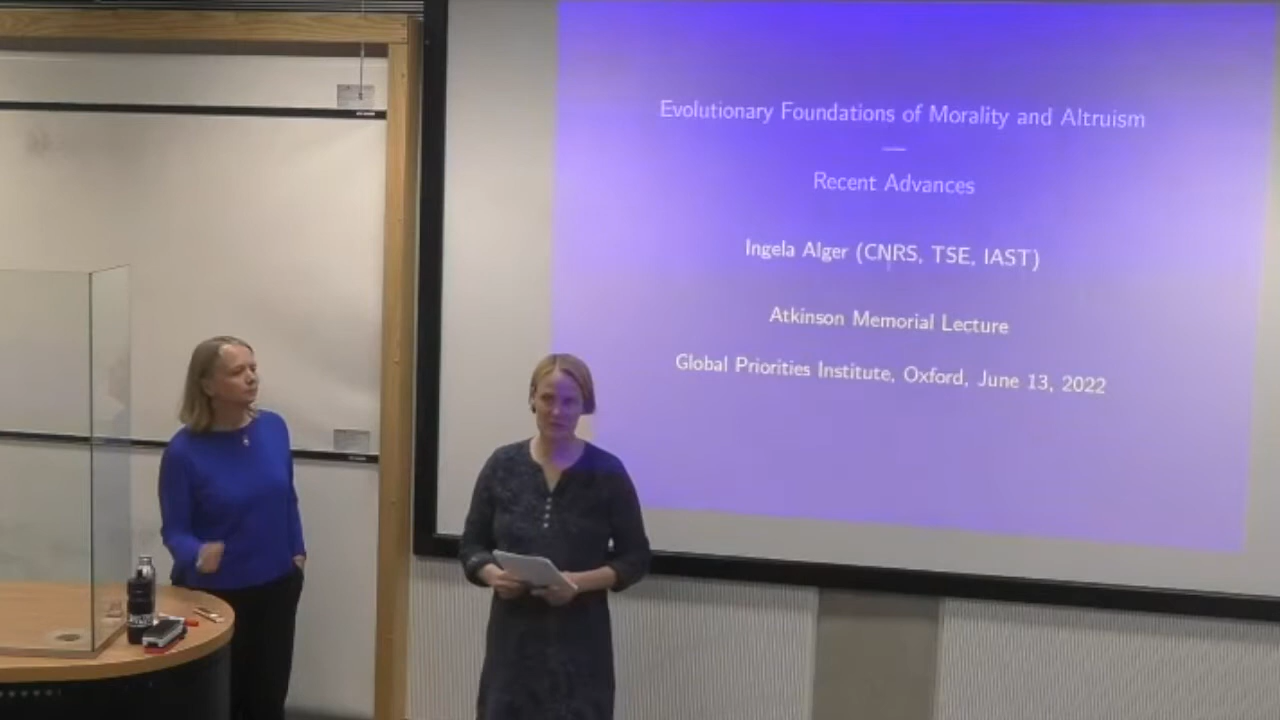 Evolutionary Foundations of Morality and Altruism
—
Recent Advances
Ingela Alger (CNRS, TSE, IAST)
Atkinson Memorial Lecture
Global Priorities Institute, Oxford, June 13, 2022